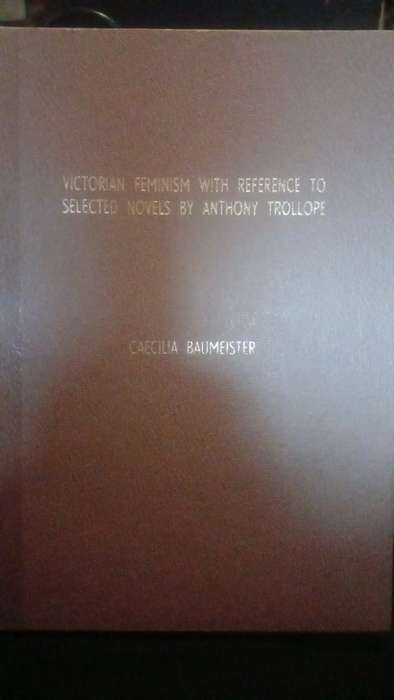 VICTORIAN FEMINISM WITH REFERENCE TO
SELECTED NOVELS BY ANTHONY TROLLOPE
CAECILIA BAUMEISTER